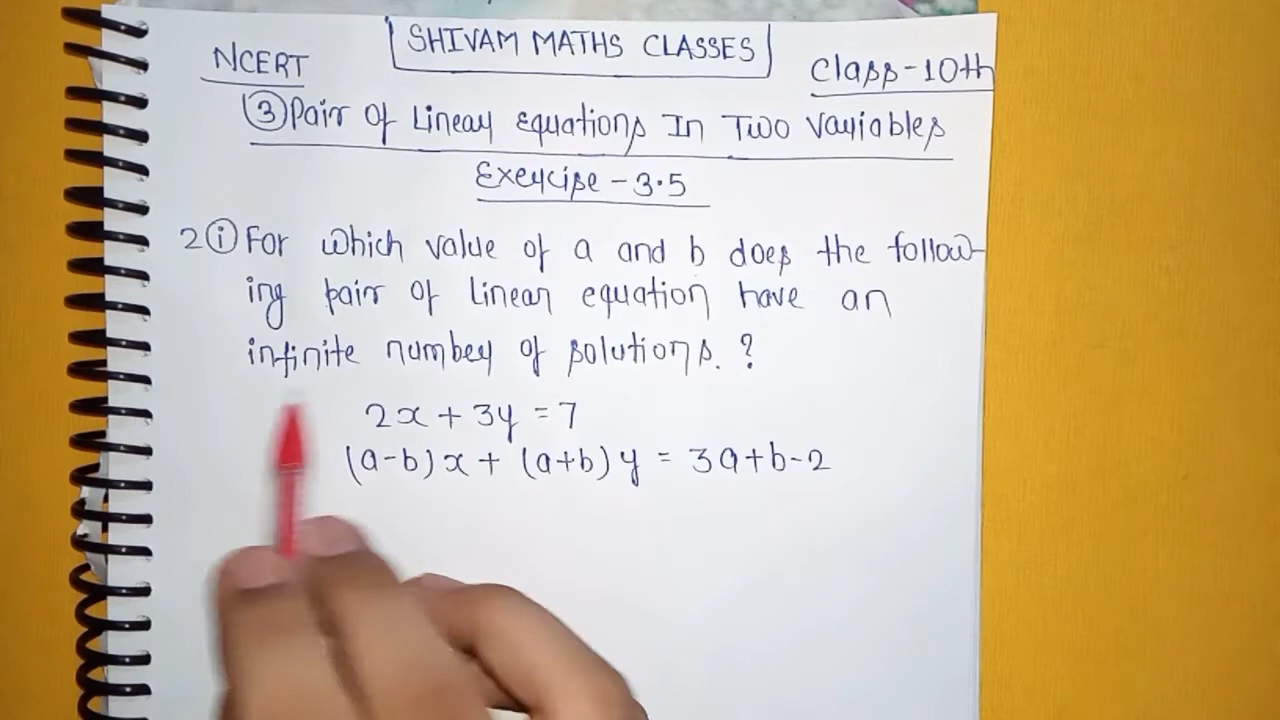 SHIVAM MATHS CLASSES
NCERT
Class-10th
③ Pair Of Linear Equations In Two Variables
Exercise - 3.5
2 ⓘ For which value of a and b does the follow-
ing pair of linear equation have an
infinite number of solutions. ?
2x + 3y = 7
(a-b)x + (a+b)y = 3a+b-2